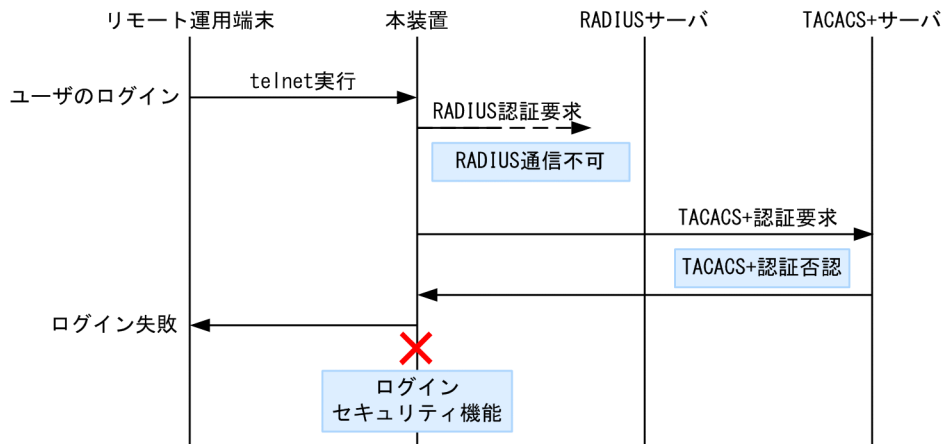 リモート運用端末
本装置
RADIUSサーバ
TACACS+サーバ
telnet実行
ユーザのログイン
RADIUS認証要求
RADIUS通信不可
TACACS+認証要求
TACACS+認証否認
ログイン失敗
ログイン
セキュリティ機能